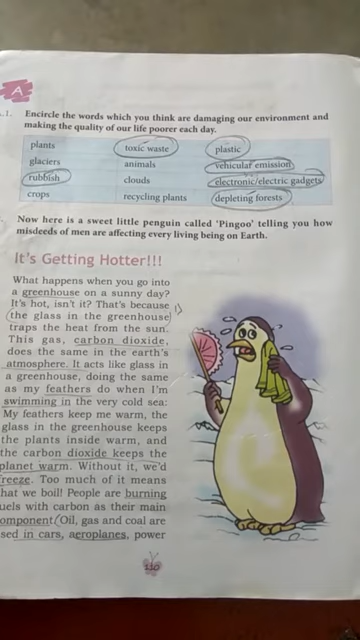 A
.1. Encircle the words which you think are damaging our environment and
making the quality of our life poorer each day.
plants toxic waste plastic
glaciers animals vehicular emission
rubbish clouds electronic/electric gadgets
crops recycling plants depleting forests
Now here is a sweet little penguin called 'Pingoo' telling you how
misdeeds of men are affecting every living being on Earth.
It's Getting Hotter!!!
What happens when you go into
a greenhouse on a sunny day?
It's hot, isn't it? That's because
the glass in the greenhouse
traps the heat from the sun.
This gas, carbon dioxide,
does the same in the earth's
atmosphere. It acts like glass in
a greenhouse, doing the same
as my feathers do when I'm
swimming in the very cold sea:
My feathers keep me warm, the
glass in the greenhouse keeps
the plants inside warm, and
the carbon dioxide keeps the
planet warm. Without it, we'd
reeze. Too much of it means
hat we boil! People are burning
uels with carbon as their main
omponent (Oil, gas and coal are
sed in cars, aeroplanes, power
110